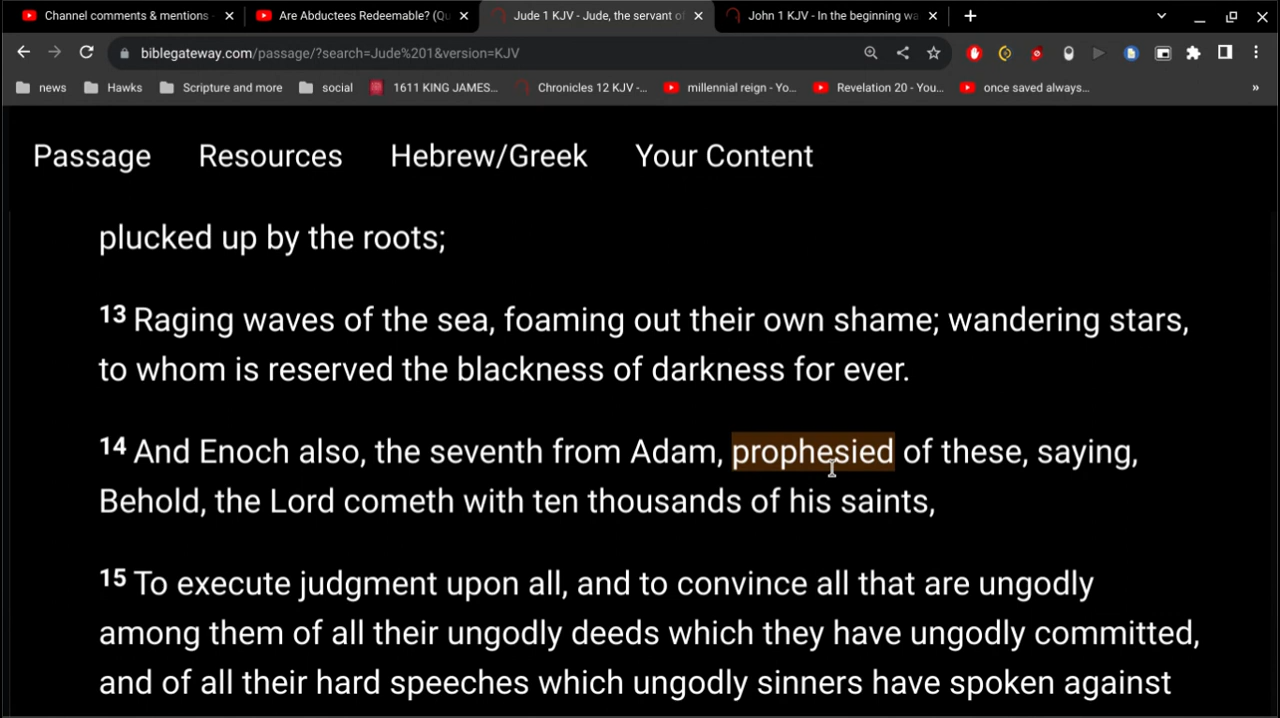 Channel comments & mentions
Are Abductees Redeemable? (Qu
Jude 1 KJV - Jude, the servant of
John 1 KJV - In the beginning wa
biblegateway.com/passage/?search=Jude%201&version=KJV
news
Hawks
Scripture and more
social
1611 KING JAMES...
Chronicles 12 KJV -...
millennial reign - Yo...
Revelation 20 - You...
once saved always...
»
Passage
Resources
Hebrew/Greek
Your Content
plucked up by the roots;
13 Raging waves of the sea, foaming out their own shame; wandering stars,
to whom is reserved the blackness of darkness for ever.
14 And Enoch also, the seventh from Adam, prophesied of these, saying,
Behold, the Lord cometh with ten thousands of his saints,
15 To execute judgment upon all, and to convince all that are ungodly
among them of all their ungodly deeds which they have ungodly committed,
and of all their hard speeches which ungodly sinners have spoken against